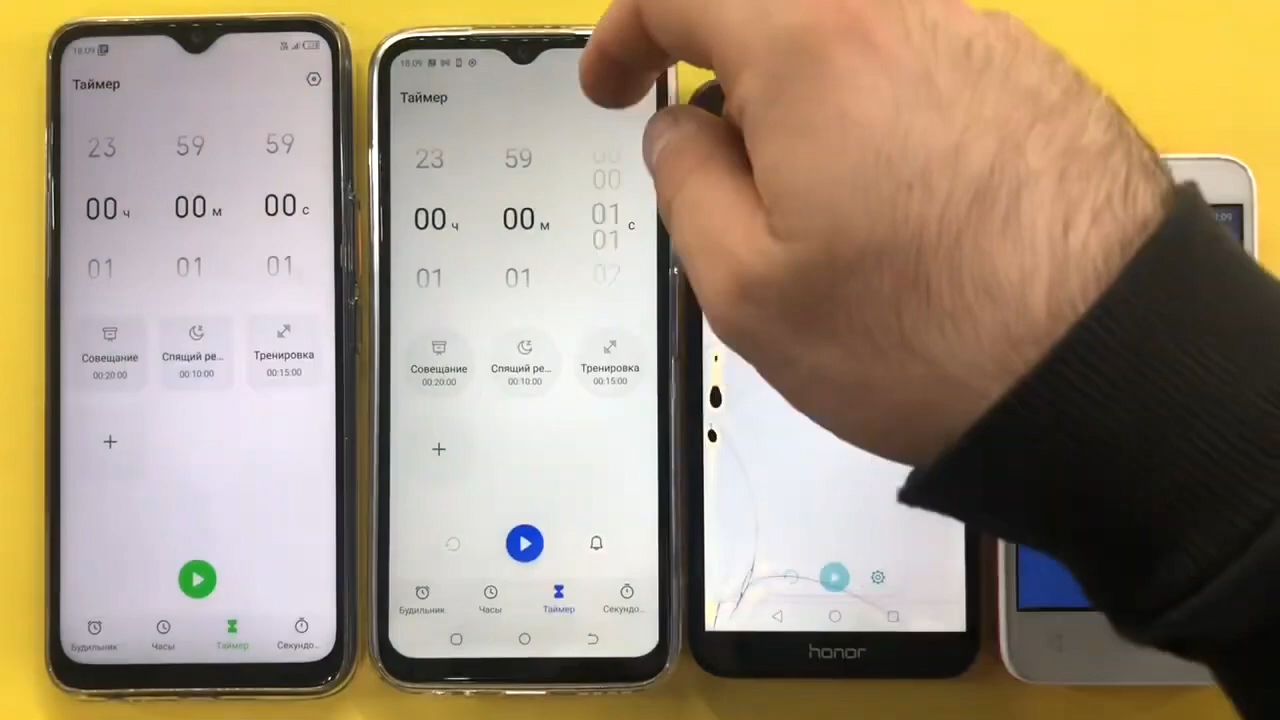 18:09
Таймер
23 59 59
00 ч 00 м 00 с
01 01 01
Совещание Спящий ре... Тренировка
00:20:00 00:10:00 00:15:00
+
Будильник Часы Таймер Секундо...
18:09
Таймер
23 59 00
00
00 ч 00 м 01 с
01
01 01 02
Совещание Спящий ре... Тренировка
00:20:00 00:10:00 00:15:00
+
Будильник Часы Таймер Секундо...
honor